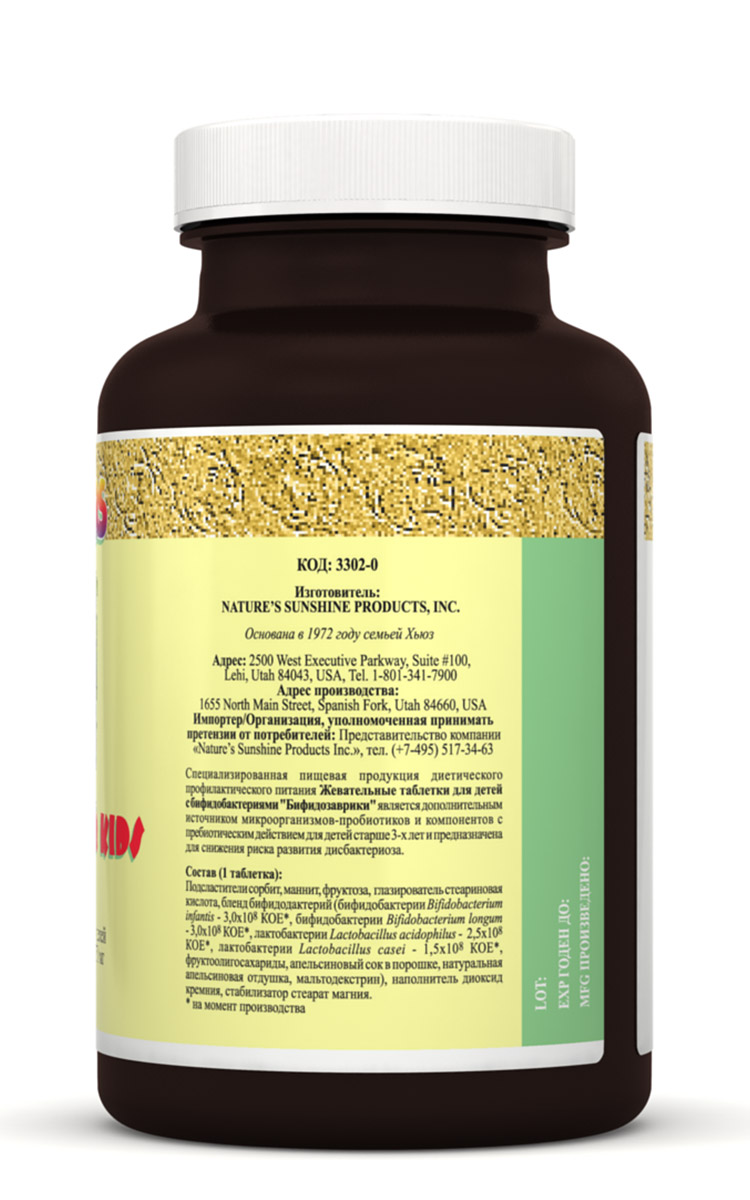 S
КОД: 3302-0
Изготовитель:
NATURE'S SUNSHINE PRODUCTS, INC.
Основана в 1972 году семьей Хьюз
Адрес: 2500 West Executive Parkway, Suite #100,
Lehi, Utah 84043, USA, Tel. 1-801-341-7900
Адрес производства:
1655 North Main Street, Spanish Fork, Utah 84660, USA
Импортер/Организация, уполномоченная принимать
претензии от потребителей: Представительство компании
«Nature's Sunshine Products Inc.», тел. (+7-495) 517-34-63
Специализированная пищевая продукция диетического
профилактического питания Жевательные таблетки для детей
с бифидобактериями "Бифидозаврики" является дополнительным
источником микроорганизмов-пробиотиков и компонентов с
пребиотическим действием для детей старше 3-х лет и предназначена
для снижения риска развития дисбактериоза.
Состав (1 таблетка):
Подсластители сорбит, маннит, фруктоза, глазирователь стеариновая
кислота, бленд бифидодактерий (бифидобактерии Bifidobacterium
infantis - 3,0x10⁸ КОЕ*, бифидобактерии Bifidobacterium longum
- 3,0x10⁸ КОЕ*, лактобактерии Lactobacillus acidophilus - 2,5x10⁸
КОЕ*, лактобактерии Lactobacillus casei - 1,5x10⁸ КОЕ*,
фруктоолигосахариды, апельсиновый сок в порошке, натуральная
апельсиновая отдушка, мальтодекстрин), наполнитель диоксид
кремния, стабилизатор стеарат магния.
* на момент производства
KIDS
LOT:
EXP ГОДЕН ДО:
MFG ПРОИЗВЕДЕНО: